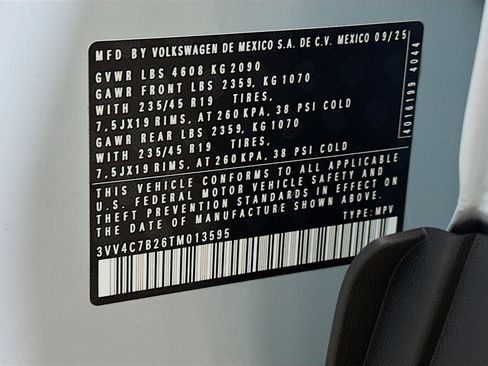 MFD BY VOLKSWAGEN DE MEXICO S.A. DE C.V. MEXICO 09/25
GVWR LBS 4608 KG 2090
GAWR FRONT LBS 2359, KG 1070
WITH 235/45 R19 TIRES,
7,5JX19 RIMS, AT 260 KPA, 38 PSI COLD
GAWR REAR LBS 2359, KG 1070
WITH 235/45 R19 TIRES,
7,5JX19 RIMS, AT 260 KPA, 38 PSI COLD
THIS VEHICLE CONFORMS TO ALL APPLICABLE
U.S. FEDERAL MOTOR VEHICLE SAFETY AND
THEFT PREVENTION STANDARDS IN EFFECT ON
THE DATE OF MANUFACTURE SHOWN ABOVE.
TYPE: MPV
3VV4C7B26TM013595
4016199 4044